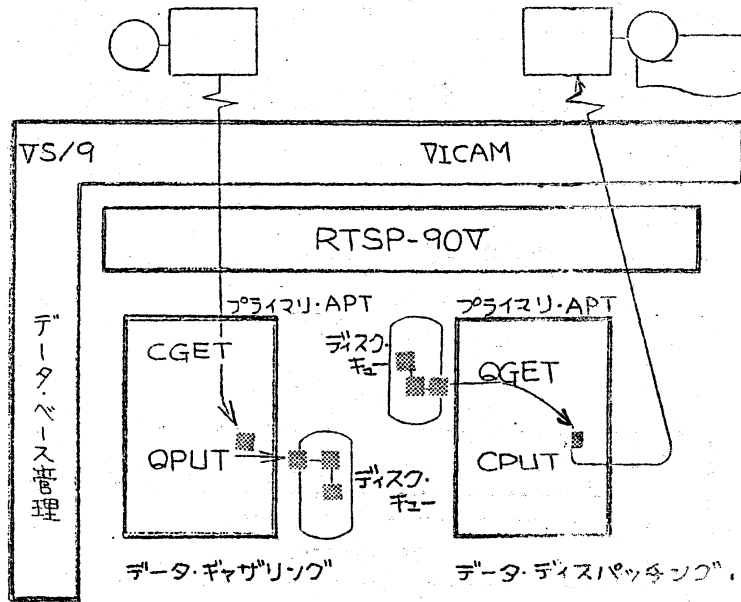 ∇S/9
∇ICAM
RTSP-90∇
データ・ベース管理
プライマリ・APT
CGET
QPUT
ディスク・
キュー
データ・ギャザリング
ディスク・
キュー
プライマリ・APT
QGET
CPUT
データ・ディスパッチング.